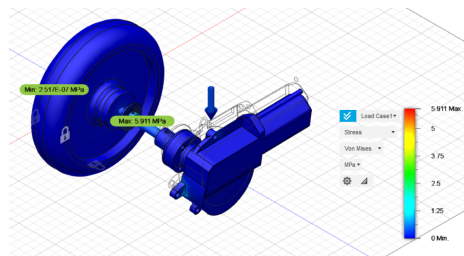 Min: 2.517E-07 MPa
Max: 5.911 MPa
Load Case1
Stress
Von Mises
MPa
5.911 Max.
5
3.75
2.5
1.25
0 Min.